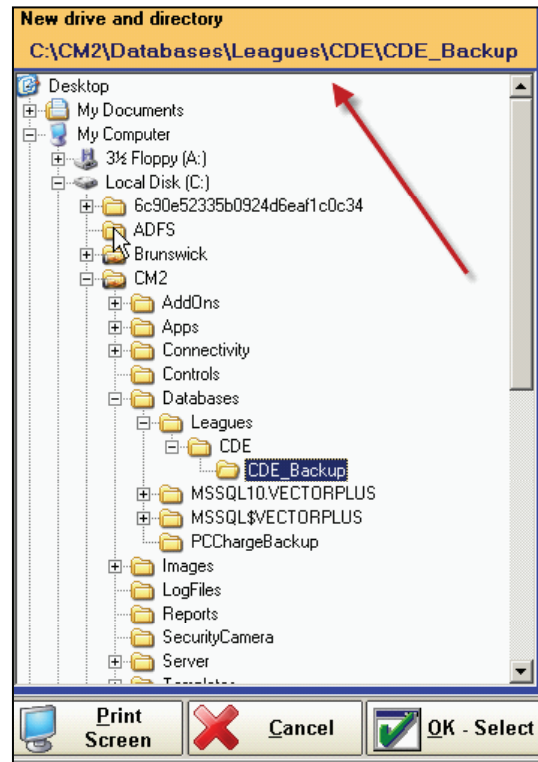 New drive and directory
C:\CM2\Databases\Leagues\CDE\CDE_Backup
Desktop
My Documents
My Computer
3½ Floppy (A:)
Local Disk (C:)
6c90e52335b0924d6eaf1c0c34
ADFS
Brunswick
CM2
AddOns
Apps
Connectivity
Controls
Databases
Leagues
CDE
CDE_Backup
MSSQL10.VECTORPLUS
MSSQL$VECTORPLUS
PCChargeBackup
Images
LogFiles
Reports
SecurityCamera
Server
Print Screen
Cancel
OK - Select